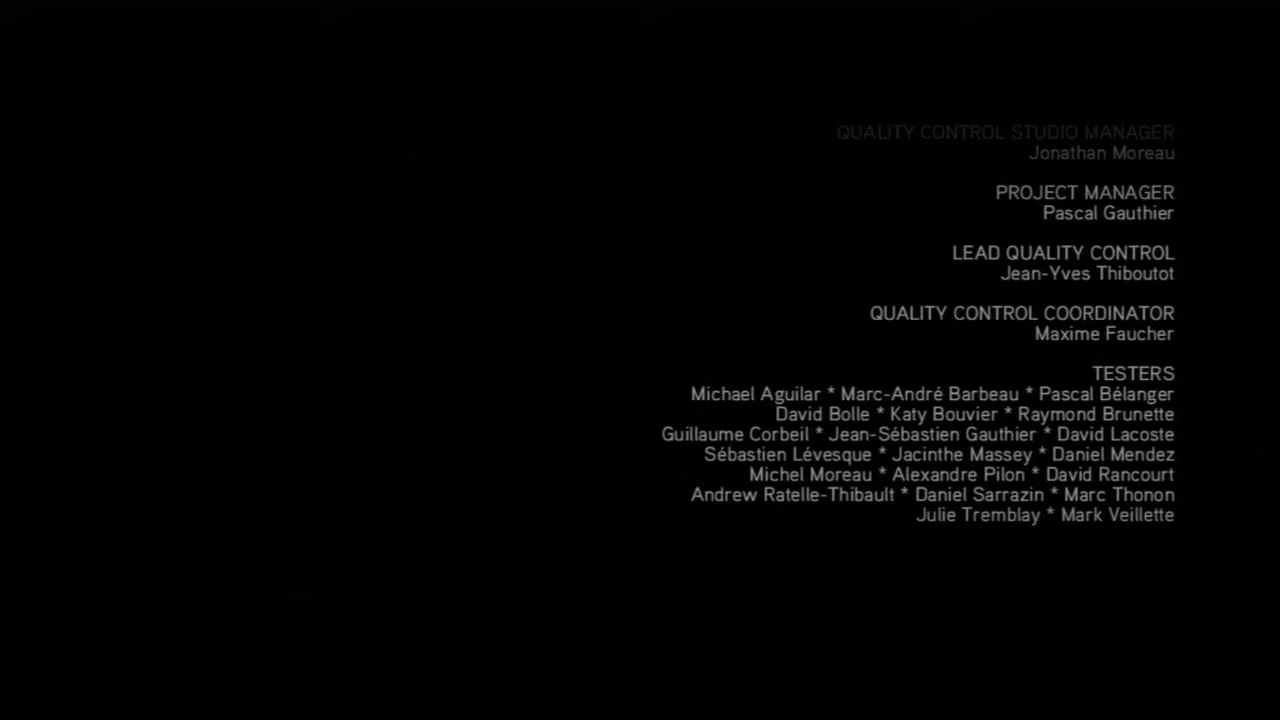 QUALITY CONTROL STUDIO MANAGER
Jonathan Moreau
PROJECT MANAGER
Pascal Gauthier
LEAD QUALITY CONTROL
Jean-Yves Thiboutot
QUALITY CONTROL COORDINATOR
Maxime Faucher
TESTERS
Michael Aguilar * Marc-André Barbeau * Pascal Bélanger
David Bolle * Katy Bouvier * Raymond Brunette
Guillaume Corbeil * Jean-Sébastien Gauthier * David Lacoste
Sébastien Lévesque * Jacinthe Massey * Daniel Mendez
Michel Moreau * Alexandre Pilon * David Rancourt
Andrew Ratelle-Thibault * Daniel Sarrazin * Marc Thonon
Julie Tremblay * Mark Veillette